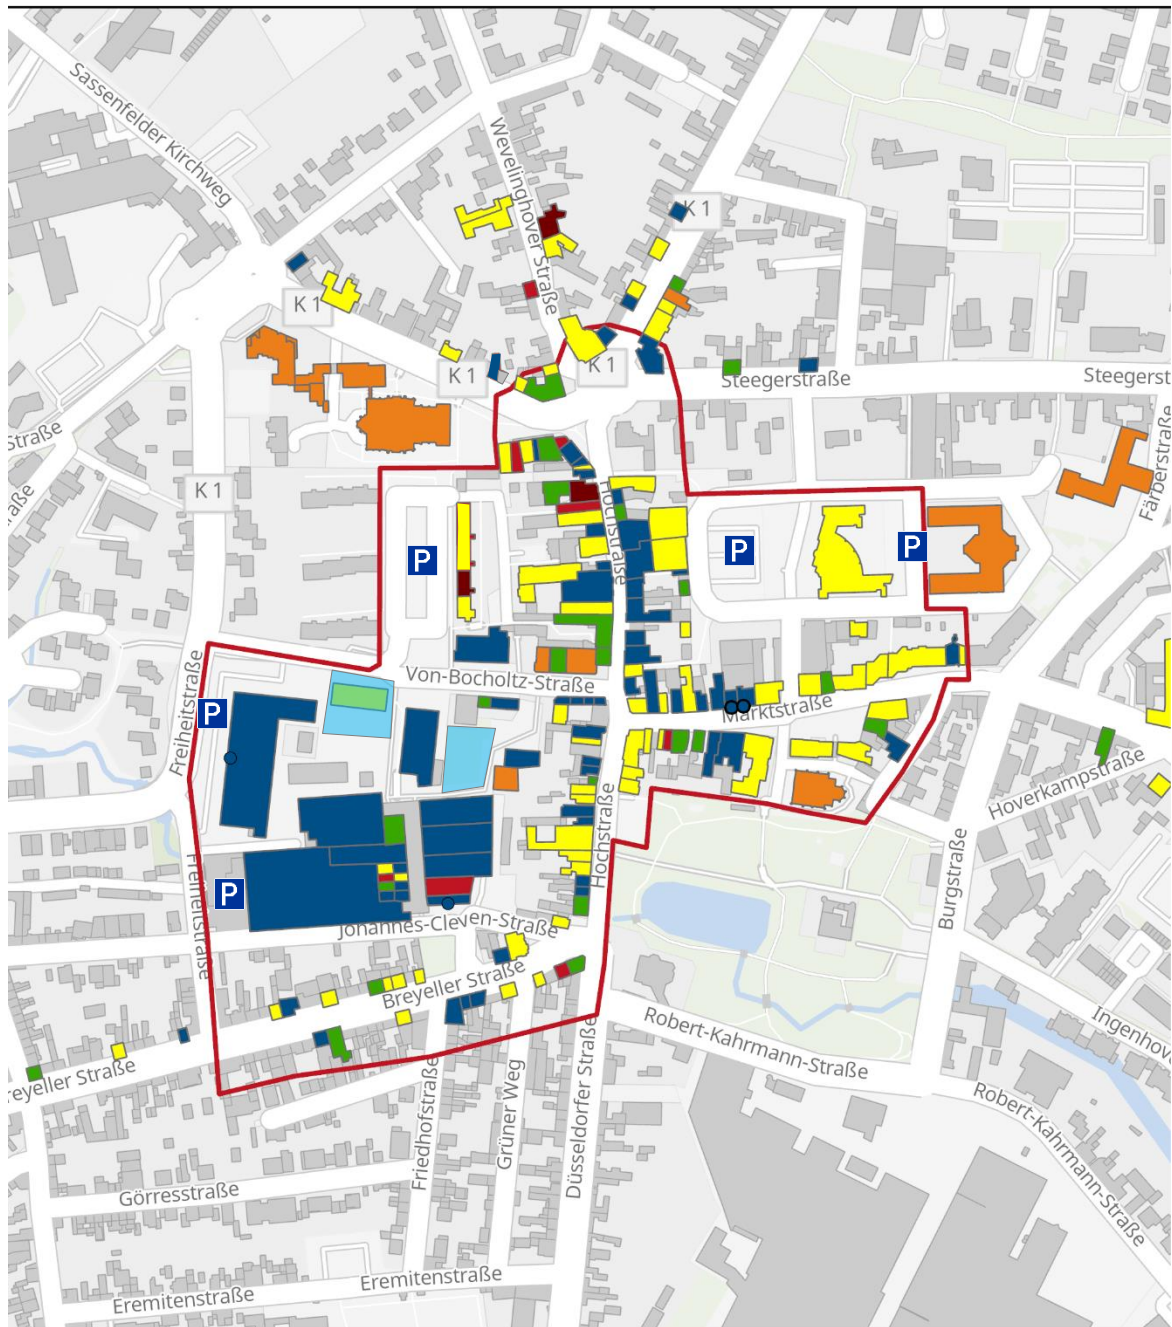 Sassenfelder Kirchweg
Wevelinghover Straße
K 1
K 1
K 1
K 1
Steegerstraße
Steegerst
K 1
Straße
raße
Färberstraße
Hochstraße
P
P
P
Von-Bocholtz-Straße
Freiheitstraße
P
Marktstraße
Hoverkampstraße
Hochstraße
Burgstraße
P
Freiheitstraße
Johannes-Cleven-Straße
Breyeller Straße
Robert-Kahrmann-Straße
Ingenhove
reyeller Straße
Friedhofstraße
Grüner Weg
Düsseldorfer Straße
Robert-Kahrmann-Straße
Görresstraße
Eremitenstraße
Eremitenstraße